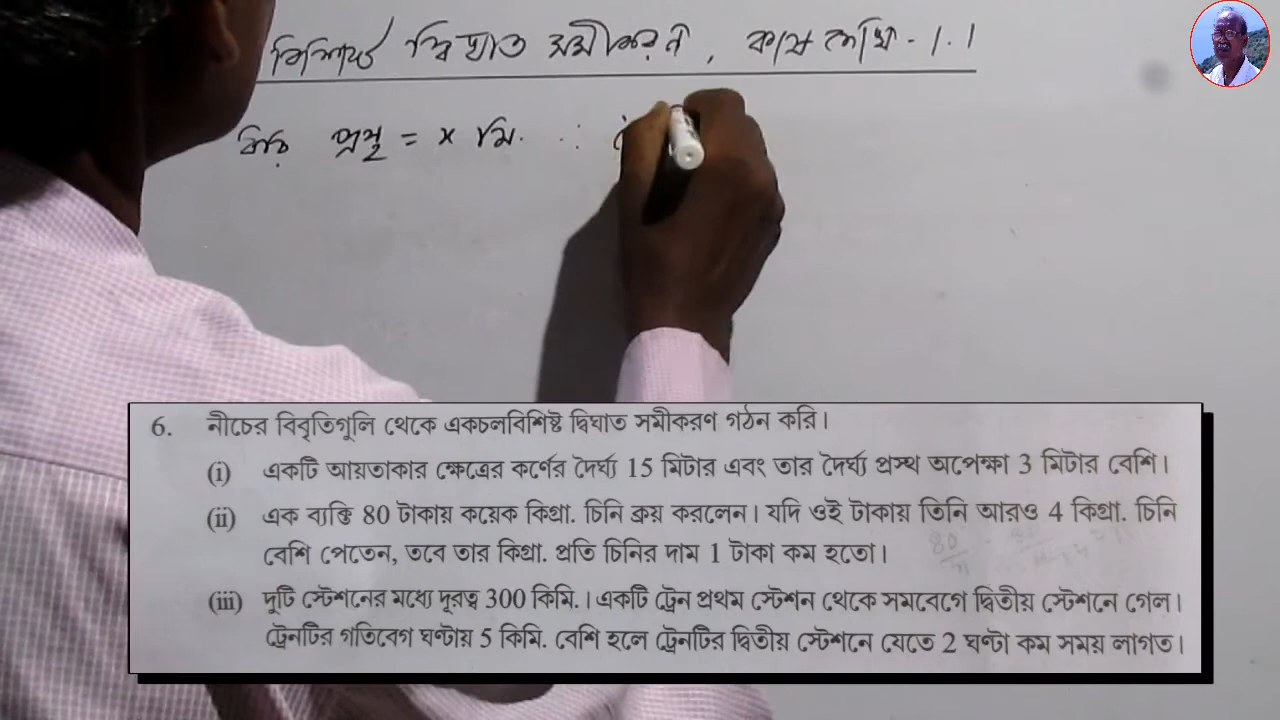 দ্বিঘাত সমীকরণ, কষে দেখি - 1.1
ধরি প্রস্থ = x মি. ∴
6. নীচের বিবৃতিগুলি থেকে একচলবিশিষ্ট দ্বিঘাত সমীকরণ গঠন করি।
(i) একটি আয়তাকার ক্ষেত্রের কর্ণের দৈর্ঘ্য 15 মিটার এবং তার দৈর্ঘ্য প্রস্থ অপেক্ষা 3 মিটার বেশি।
(ii) এক ব্যক্তি 80 টাকায় কয়েক কিগ্রা. চিনি ক্রয় করলেন। যদি ওই টাকায় তিনি আরও 4 কিগ্রা. চিনি
বেশি পেতেন, তবে তার কিগ্রা. প্রতি চিনির দাম 1 টাকা কম হতো।
(iii) দুটি স্টেশনের মধ্যে দূরত্ব 300 কিমি.। একটি ট্রেন প্রথম স্টেশন থেকে সমবেগে দ্বিতীয় স্টেশনে গেল।
ট্রেনটির গতিবেগ ঘণ্টায় 5 কিমি. বেশি হলে ট্রেনটির দ্বিতীয় স্টেশনে যেতে 2 ঘণ্টা কম সময় লাগত।